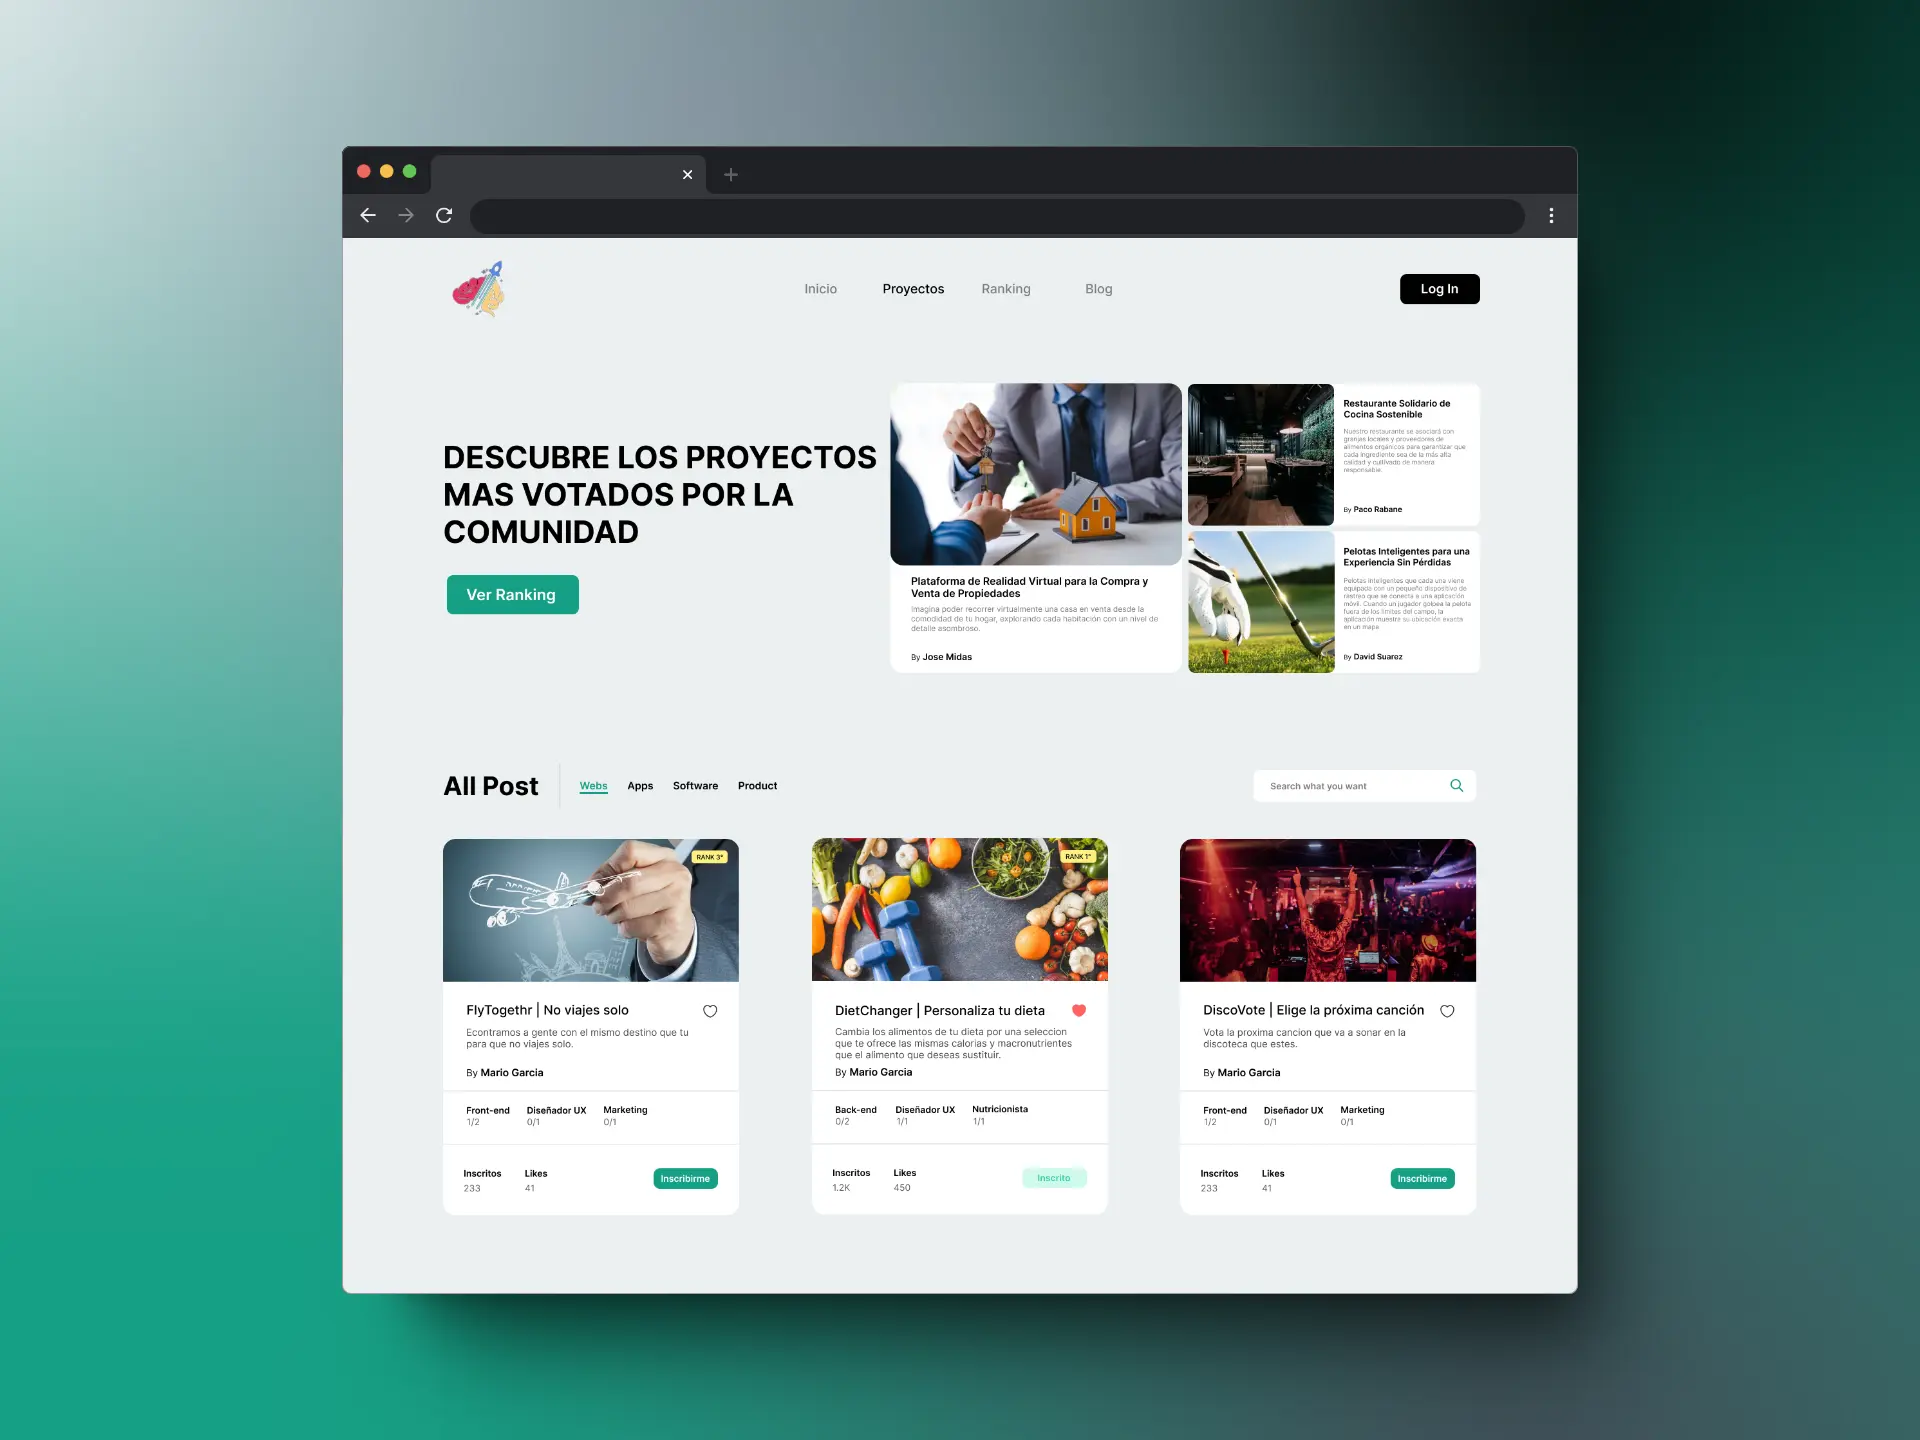 Inicio
Proyectos
Ranking
Blog
Log In
DESCUBRE LOS PROYECTOS
MAS VOTADOS POR LA
COMUNIDAD
Ver Ranking
Plataforma de Realidad Virtual para la Compra y
Venta de Propiedades
Imagina poder recorrer virtualmente una casa en venta desde la
comodidad de tu hogar, explorando cada habitación con un nivel de
detalle asombroso.
By Jose Midas
Restaurante Solidario de
Cocina Sostenible
Nuestro restaurante se asociará con
granjas locales y proveedores de
alimentos orgánicos para garantizar que
cada ingrediente sea de la más alta
calidad y cultivado de manera
responsable.
By Paco Rabane
Pelotas Inteligentes para una
Experiencia Sin Pérdidas
Pelotas inteligentes que cada una viene
equipada con un pequeño dispositivo de
rastreo que se conecta a una aplicación
móvil. Cuando un jugador golpea la pelota
fuera de los límites del campo, la
aplicación muestra su ubicación exacta
en un mapa
By David Suarez
All Post
Webs
Apps
Software
Product
Search what you want
RANK 3°
FlyTogethr | No viajes solo
Econtramos a gente con el mismo destino que tu
para que no viajes solo.
By Mario Garcia
Front-end
Diseñador UX
Marketing
1/2
0/1
0/1
Inscritos
Likes
233
41
Inscribirme
RANK 1°
DietChanger | Personaliza tu dieta
Cambia los alimentos de tu dieta por una seleccion
que te ofrece las mismas calorias y macronutrientes
que el alimento que deseas sustituir.
By Mario Garcia
Back-end
Diseñador UX
Nutricionista
0/2
1/1
1/1
Inscritos
Likes
1.2K
450
Inscrito
DiscoVote | Elige la próxima canción
Vota la proxima cancion que va a sonar en la
discoteca que estes.
By Mario Garcia
Front-end
Diseñador UX
Marketing
1/2
0/1
0/1
Inscritos
Likes
233
41
Inscribirme